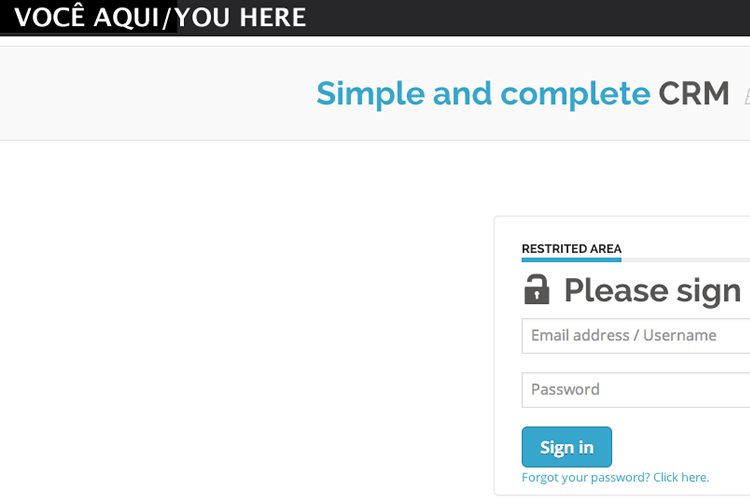 VOCÊ AQUI/YOU HERE
Simple and complete CRM
RESTRITED AREA
Please sign
Email address / Username
Password
Sign in
Forgot your password? Click here.